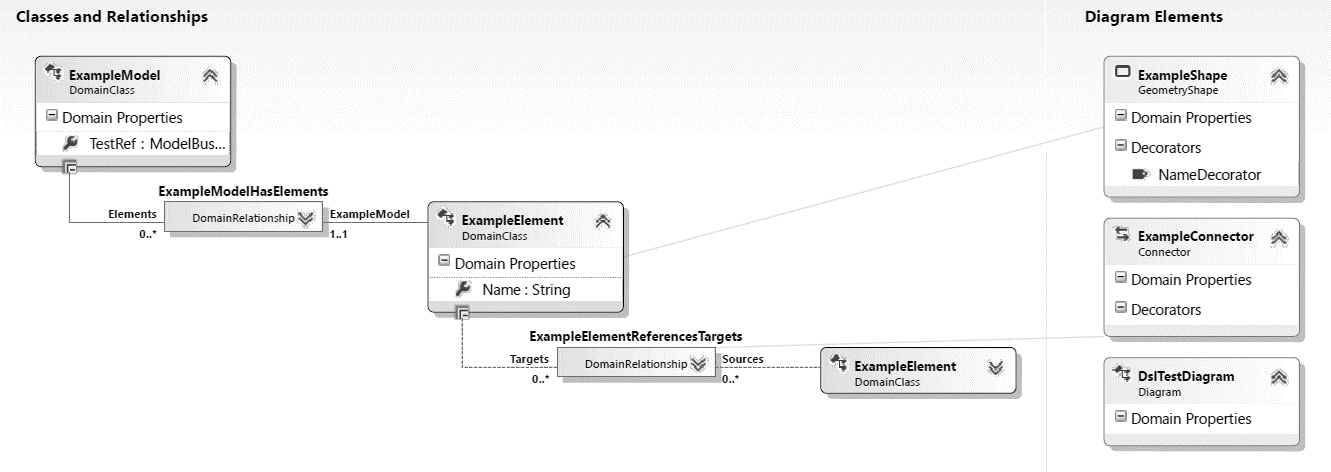 Classes and Relationships
Diagram Elements
ExampleModel
DomainClass
Domain Properties
TestRef : ModelBus...
ExampleModelHasElements
Elements
DomainRelationship
ExampleModel
0..*
1..1
ExampleElement
DomainClass
Domain Properties
Name : String
ExampleElementReferencesTargets
Targets
DomainRelationship
Sources
0..*
0..*
ExampleElement
DomainClass
ExampleShape
GeometryShape
Domain Properties
Decorators
NameDecorator
ExampleConnector
Connector
Domain Properties
Decorators
DslTestDiagram
Diagram
Domain Properties